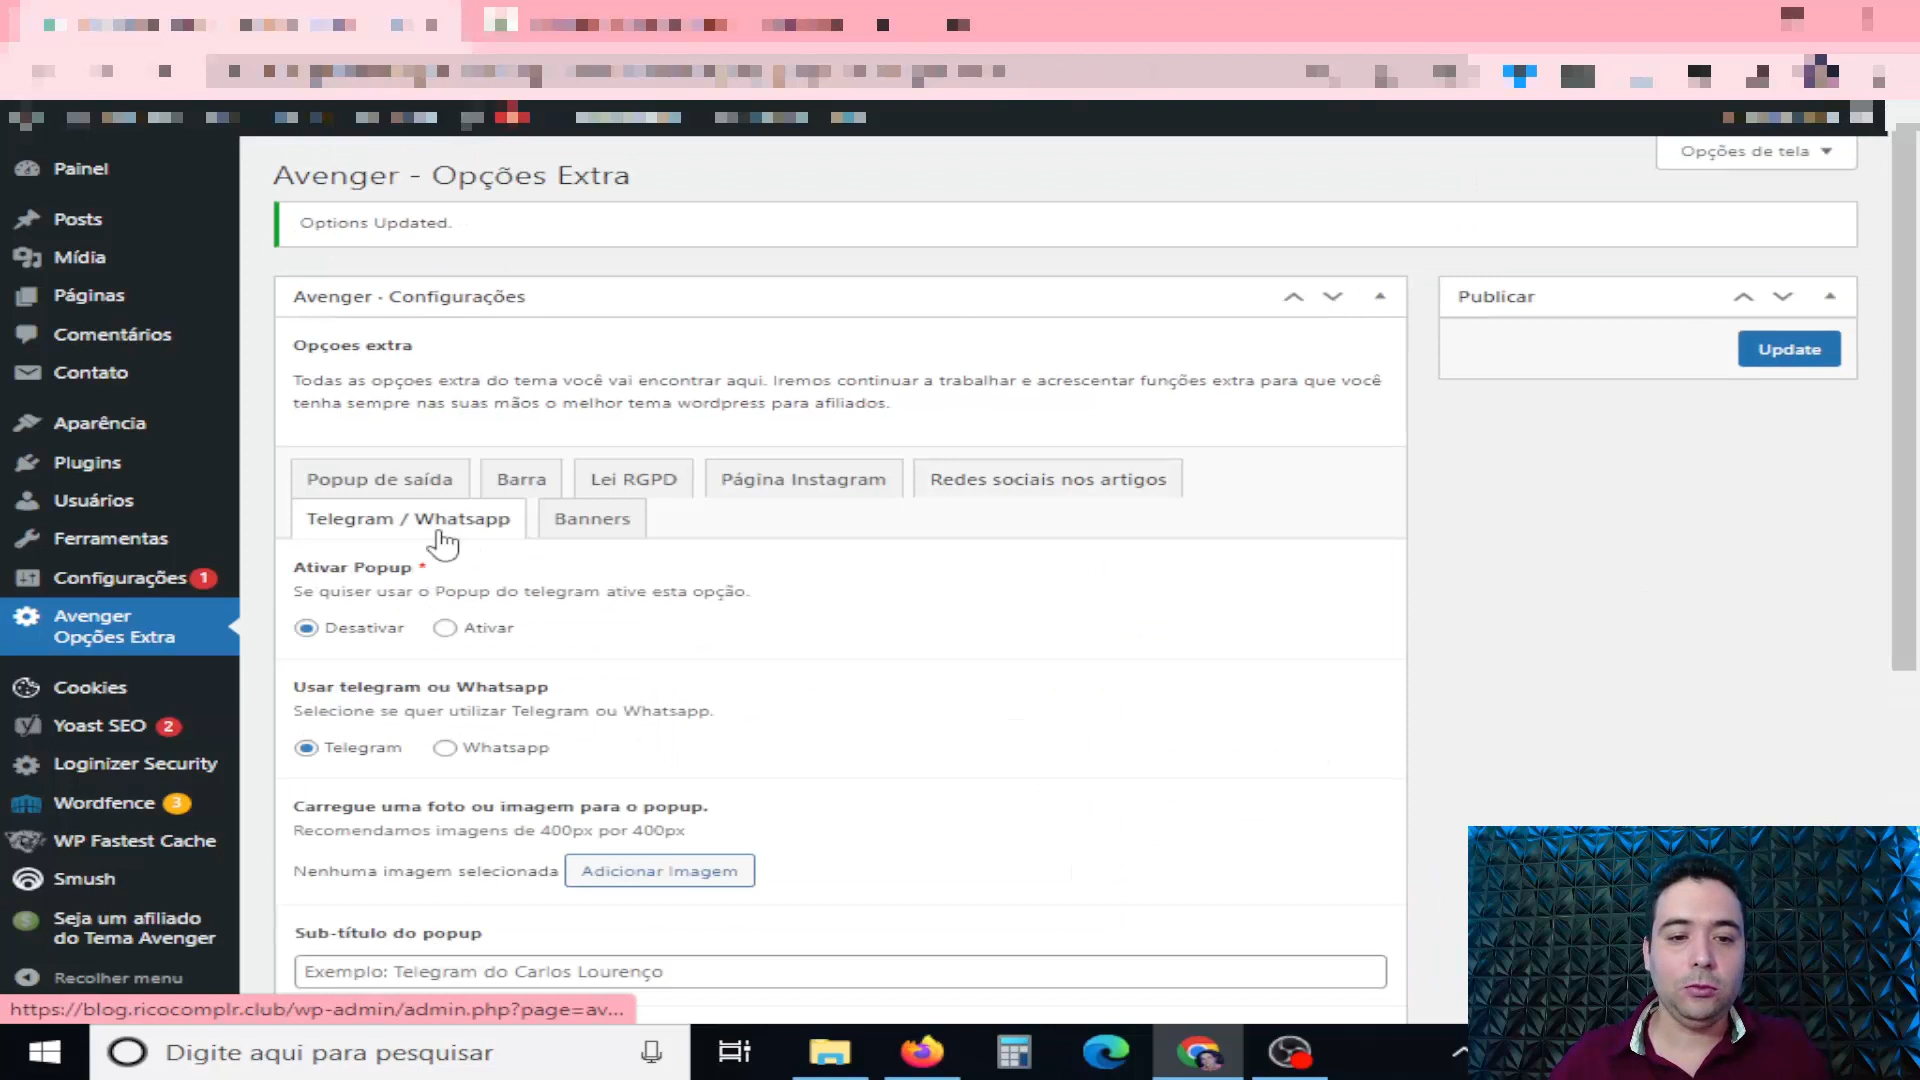 Painel
Posts
Mídia
Páginas
Comentários
Contato
Aparência
Plugins
Usuários
Ferramentas
Configurações 1
Avenger
Opções Extra
Cookies
Yoast SEO 2
Loginizer Security
Wordfence 3
WP Fastest Cache
Smush
Seja um afiliado
do Tema Avenger
Recolher menu
Opções de tela
Avenger - Opções Extra
Options Updated.
Avenger - Configurações
Opçoes extra
Todas as opçoes extra do tema você vai encontrar aqui. Iremos continuar a trabalhar e acrescentar funções extra para que você
tenha sempre nas suas mãos o melhor tema wordpress para afiliados.
Popup de saída Barra Lei RGPD Página Instagram Redes sociais nos artigos
Telegram / Whatsapp Banners
Ativar Popup *
Se quiser usar o Popup do telegram ative esta opção.
Desativar Ativar
Usar telegram ou Whatsapp
Selecione se quer utilizar Telegram ou Whatsapp.
Telegram Whatsapp
Carregue uma foto ou imagem para o popup.
Recomendamos imagens de 400px por 400px
Nenhuma imagem selecionada Adicionar Imagem
Sub-título do popup
Exemplo: Telegram do Carlos Lourenço
Publicar
Update
https://blog.ricocomplr.club/wp-admin/admin.php?page=av...
Digite aqui para pesquisar